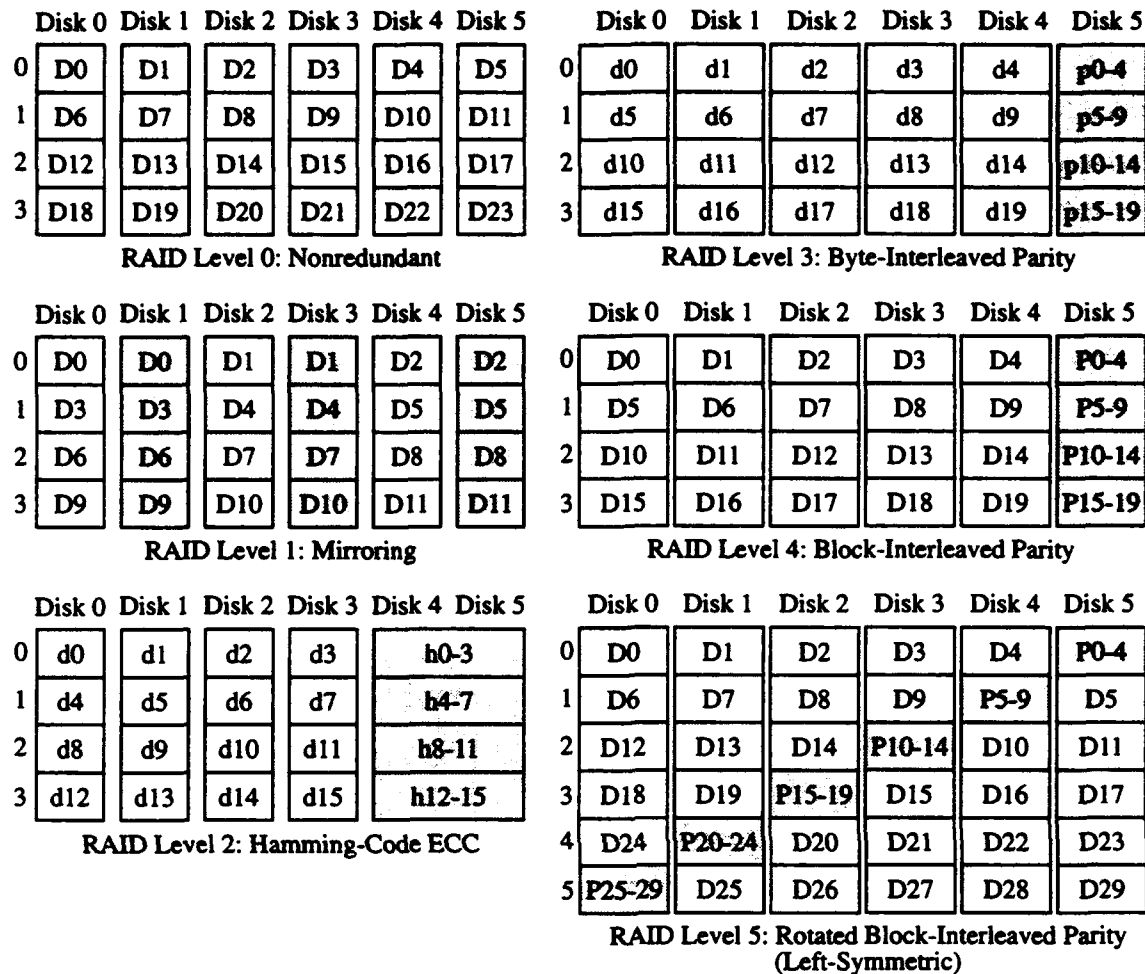 Disk 0 Disk 1 Disk 2 Disk 3 Disk 4 Disk 5
0 D0 D1 D2 D3 D4 D5
1 D6 D7 D8 D9 D10 D11
2 D12 D13 D14 D15 D16 D17
3 D18 D19 D20 D21 D22 D23
RAID Level 0: Nonredundant
Disk 0 Disk 1 Disk 2 Disk 3 Disk 4 Disk 5
0 D0 D0 D1 D1 D2 D2
1 D3 D3 D4 D4 D5 D5
2 D6 D6 D7 D7 D8 D8
3 D9 D9 D10 D10 D11 D11
RAID Level 1: Mirroring
Disk 0 Disk 1 Disk 2 Disk 3 Disk 4 Disk 5
0 d0 d1 d2 d3 h0-3
1 d4 d5 d6 d7 h4-7
2 d8 d9 d10 d11 h8-11
3 d12 d13 d14 d15 h12-15
RAID Level 2: Hamming-Code ECC
Disk 0 Disk 1 Disk 2 Disk 3 Disk 4 Disk 5
0 d0 d1 d2 d3 d4 p0-4
1 d5 d6 d7 d8 d9 p5-9
2 d10 d11 d12 d13 d14 p10-14
3 d15 d16 d17 d18 d19 p15-19
RAID Level 3: Byte-Interleaved Parity
Disk 0 Disk 1 Disk 2 Disk 3 Disk 4 Disk 5
0 D0 D1 D2 D3 D4 P0-4
1 D5 D6 D7 D8 D9 P5-9
2 D10 D11 D12 D13 D14 P10-14
3 D15 D16 D17 D18 D19 P15-19
RAID Level 4: Block-Interleaved Parity
Disk 0 Disk 1 Disk 2 Disk 3 Disk 4 Disk 5
0 D0 D1 D2 D3 D4 P0-4
1 D6 D7 D8 D9 P5-9 D5
2 D12 D13 D14 P10-14 D10 D11
3 D18 D19 P15-19 D15 D16 D17
4 D24 P20-24 D20 D21 D22 D23
5 P25-29 D25 D26 D27 D28 D29
RAID Level 5: Rotated Block-Interleaved Parity
(Left-Symmetric)